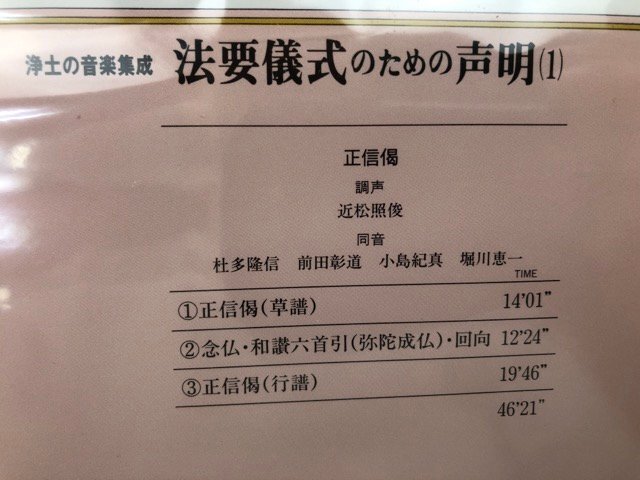 浄土の音楽集成 法要儀式のための声明(1)
正信偈
調声
近松照俊
同音
杜多隆信 前田彰道 小島紀真 堀川恵一
TIME
①正信偈(草譜) 14'01"
②念仏・和讃六首引(弥陀成仏)・回向 12'24"
③正信偈(行譜) 19'46"
46'21"